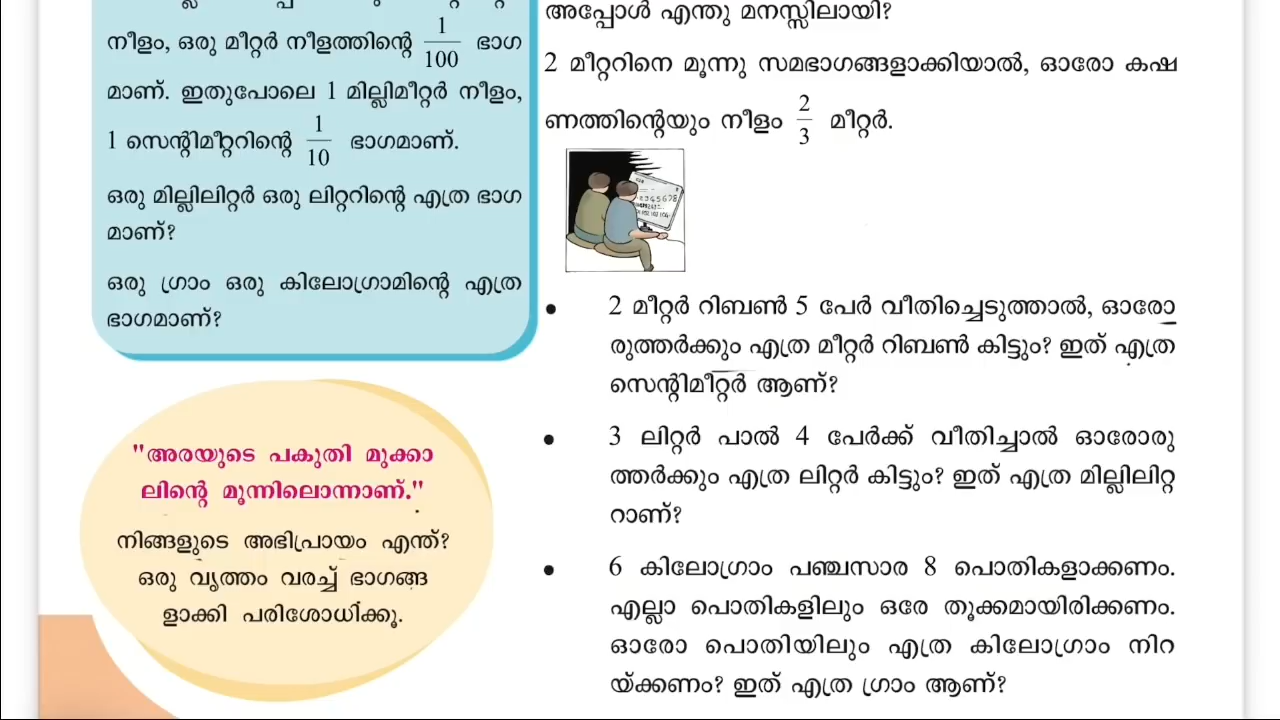 നീളം, ഒരു മീറ്റർ നീളത്തിന്റെ 1/100 ഭാഗ
മാണ്. ഇതുപോലെ 1 മില്ലിമീറ്റർ നീളം,
1 സെന്റിമീറ്ററിന്റെ 1/10 ഭാഗമാണ്.
ഒരു മില്ലിലിറ്റർ ഒരു ലിറ്ററിന്റെ എത്ര ഭാഗ
മാണ്?
ഒരു ഗ്രാം ഒരു കിലോഗ്രാമിന്റെ എത്ര
ഭാഗമാണ്?
"അരയുടെ പകുതി മുക്കാ
ലിന്റെ മൂന്നിലൊന്നാണ്."
നിങ്ങളുടെ അഭിപ്രായം എന്ത്?
ഒരു വൃത്തം വരച്ച് ഭാഗങ്ങ
ളാക്കി പരിശോധിക്കൂ.
അപ്പോൾ എന്തു മനസ്സിലായി?
2 മീറ്ററിനെ മൂന്നു സമഭാഗങ്ങളാക്കിയാൽ, ഓരോ കഷ
ണത്തിന്റെയും നീളം 2/3 മീറ്റർ.
• 2 മീറ്റർ റിബൺ 5 പേർ വീതിച്ചെടുത്താൽ, ഓരോ
രുത്തർക്കും എത്ര മീറ്റർ റിബൺ കിട്ടും? ഇത് എത്ര
സെന്റിമീറ്റർ ആണ്?
• 3 ലിറ്റർ പാൽ 4 പേർക്ക് വീതിച്ചാൽ ഓരോരു
ത്തർക്കും എത്ര ലിറ്റർ കിട്ടും? ഇത് എത്ര മില്ലിലിറ്റ
റാണ്?
• 6 കിലോഗ്രാം പഞ്ചസാര 8 പൊതികളാക്കണം.
എല്ലാ പൊതികളിലും ഒരേ തൂക്കമായിരിക്കണം.
ഓരോ പൊതിയിലും എത്ര കിലോഗ്രാം നിറ
യ്ക്കണം? ഇത് എത്ര ഗ്രാം ആണ്?